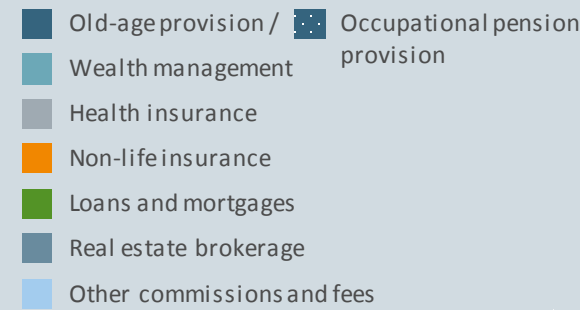 Old-age provision / Occupational pension
provision
Wealth management
Health insurance
Non-life insurance
Loans and mortgages
Real estate brokerage
Other commissions and fees